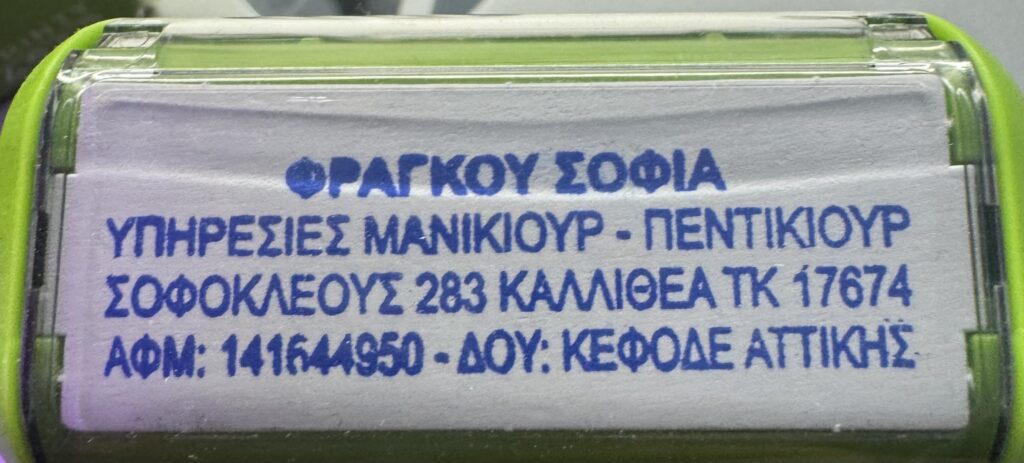 ΦΡΑΓΚΟΥ ΣΟΦΙΑ
ΥΠΗΡΕΣΙΕΣ ΜΑΝΙΚΙΟΥΡ - ΠΕΝΤΙΚΙΟΥΡ
ΣΟΦΟΚΛΕΟΥΣ 283 ΚΑΛΛΙΘΕΑ ΤΚ 17674
ΑΦΜ: 141644950 - ΔΟΥ: ΚΕΦΟΔΕ ΑΤΤΙΚΗΣ